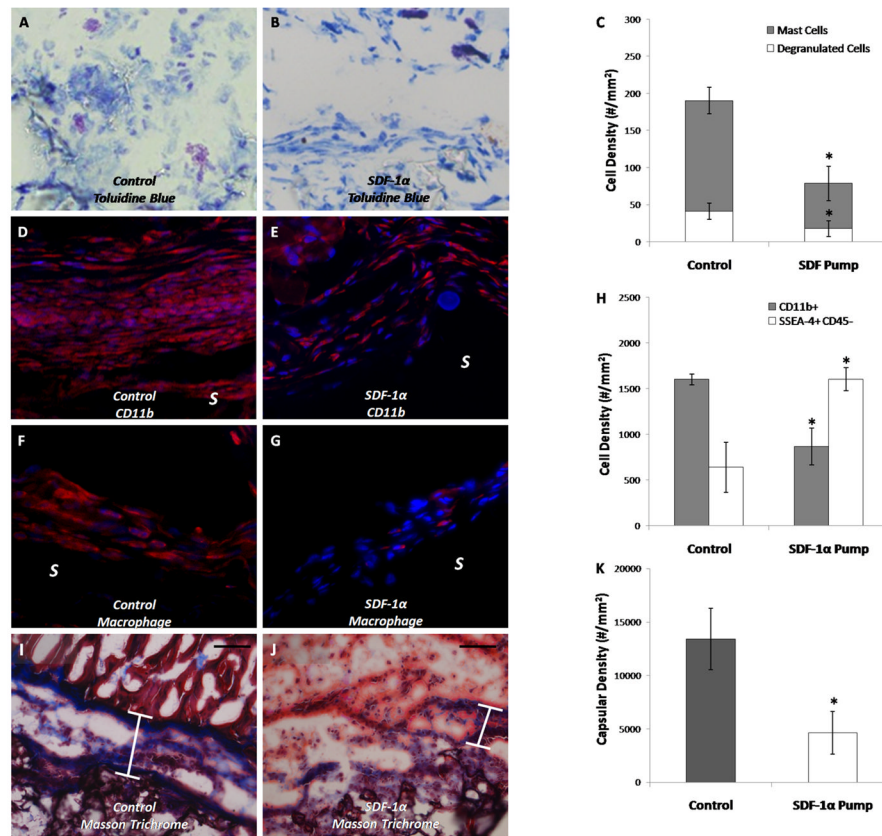 A
Control
Toluidine Blue
B
SDF-1α
Toluidine Blue
C
Cell Density (#/mm²)
300
250
200
150
100
50
0
Mast Cells
Degranulated Cells
*
*
Control
SDF Pump
D
S
Control
CD11b
E
S
SDF-1α
CD11b
F
S
Control
Macrophage
G
S
SDF-1α
Macrophage
H
Cell Density (#/mm²)
2500
2000
1500
1000
500
0
CD11b+
SSEA-4+CD45-
*
*
Control
SDF-1α Pump
I
Control
Masson Trichrome
J
SDF-1α
Masson Trichrome
K
Capsular Density (#/mm²)
20000
15000
10000
5000
0
*
Control
SDF-1α Pump